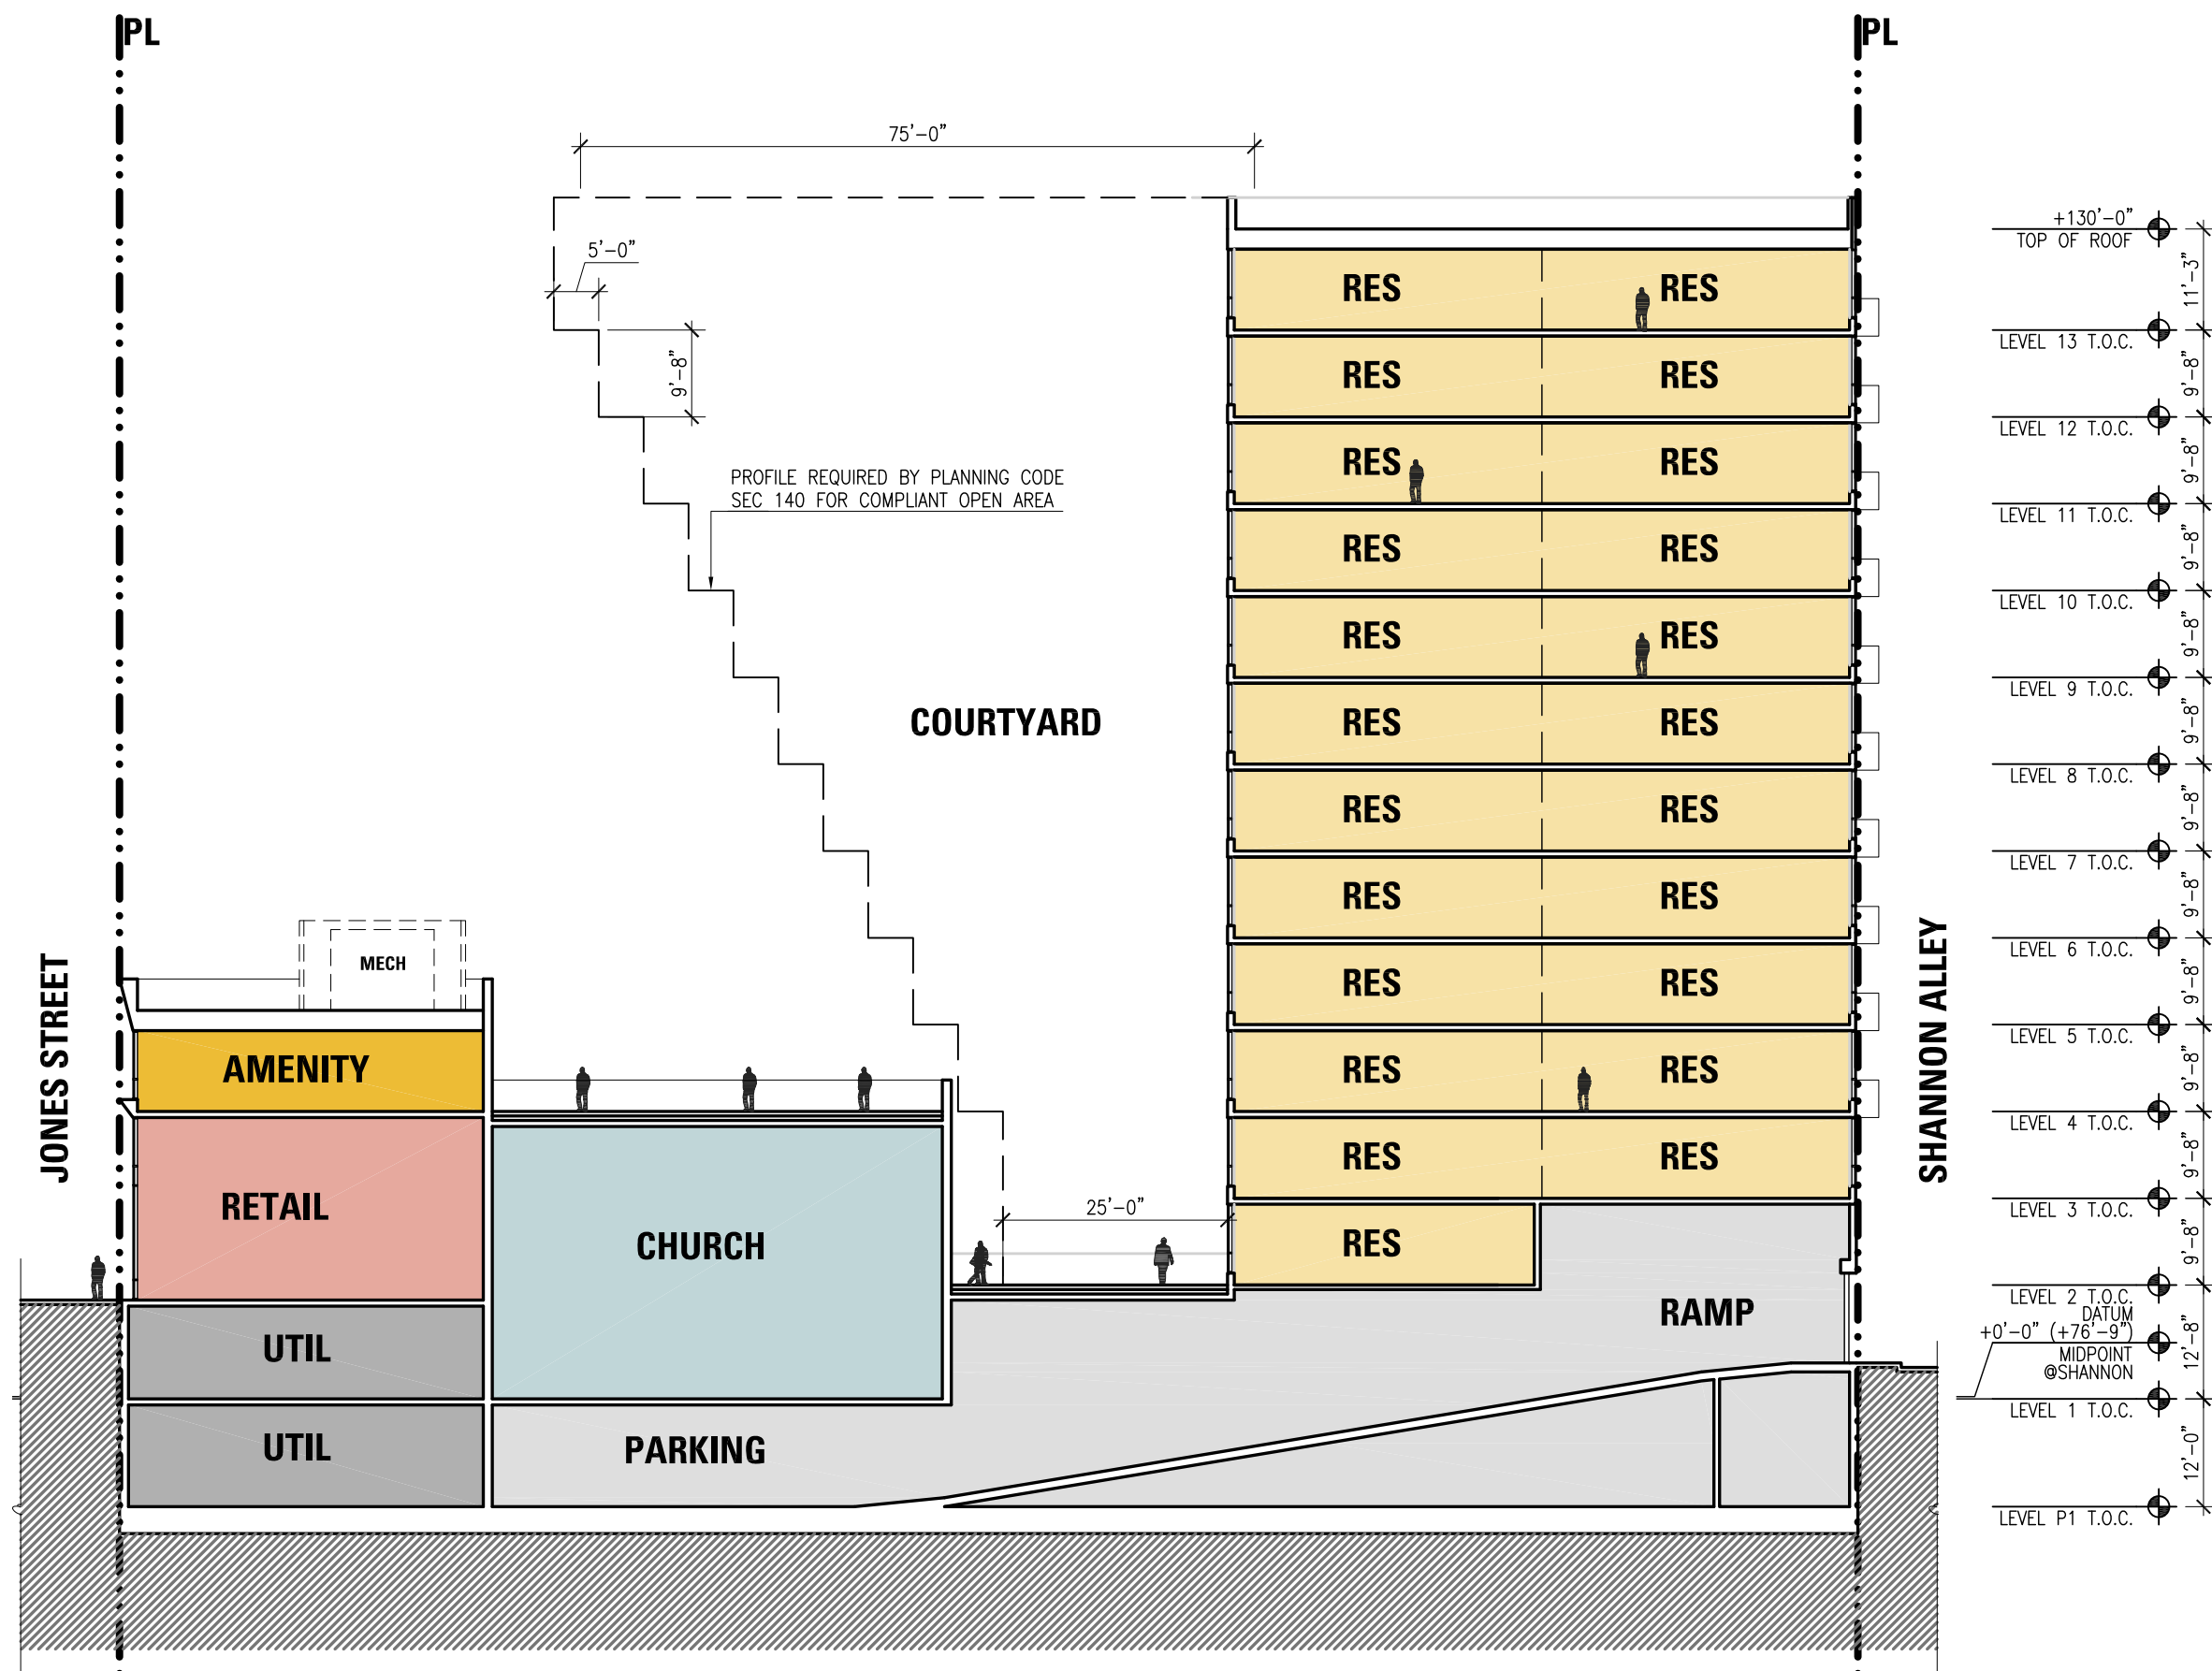 PL
PL
75'-0"
+130'-0"
TOP OF ROOF
5'-0"
11'-3"
RES
RES
LEVEL 13 T.O.C.
9'-8"
9'-8"
RES
RES
LEVEL 12 T.O.C.
9'-8"
PROFILE REQUIRED BY PLANNING CODE
SEC 140 FOR COMPLIANT OPEN AREA
RES
RES
LEVEL 11 T.O.C.
9'-8"
RES
RES
LEVEL 10 T.O.C.
9'-8"
RES
RES
LEVEL 9 T.O.C.
9'-8"
COURTYARD
RES
RES
LEVEL 8 T.O.C.
9'-8"
RES
RES
LEVEL 7 T.O.C.
9'-8"
RES
RES
LEVEL 6 T.O.C.
9'-8"
MECH
RES
RES
LEVEL 5 T.O.C.
9'-8"
JONES STREET
SHANNON ALLEY
AMENITY
RES
RES
LEVEL 4 T.O.C.
9'-8"
RETAIL
RES
RES
LEVEL 3 T.O.C.
9'-8"
CHURCH
25'-0"
RES
LEVEL 2 T.O.C.
DATUM
+0'-0" (+76'-9")
MIDPOINT
@SHANNON
12'-8"
RAMP
UTIL
LEVEL 1 T.O.C.
12'-0"
UTIL
PARKING
LEVEL P1 T.O.C.